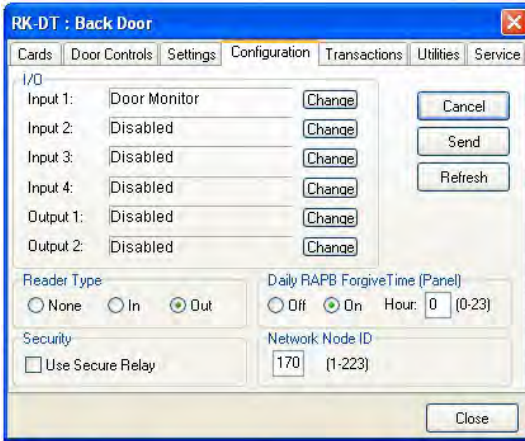 RK-DT : Back Door
Cards Door Controls Settings Configuration Transactions Utilities Service
I/O
Input 1: Door Monitor Change
Input 2: Disabled Change
Input 3: Disabled Change
Input 4: Disabled Change
Output 1: Disabled Change
Output 2: Disabled Change
Cancel
Send
Refresh
Reader Type
None In Out
Daily RAPB ForgiveTime (Panel)
Off On Hour: 0 (0-23)
Security
Use Secure Relay
Network Node ID
170 (1-223)
Close